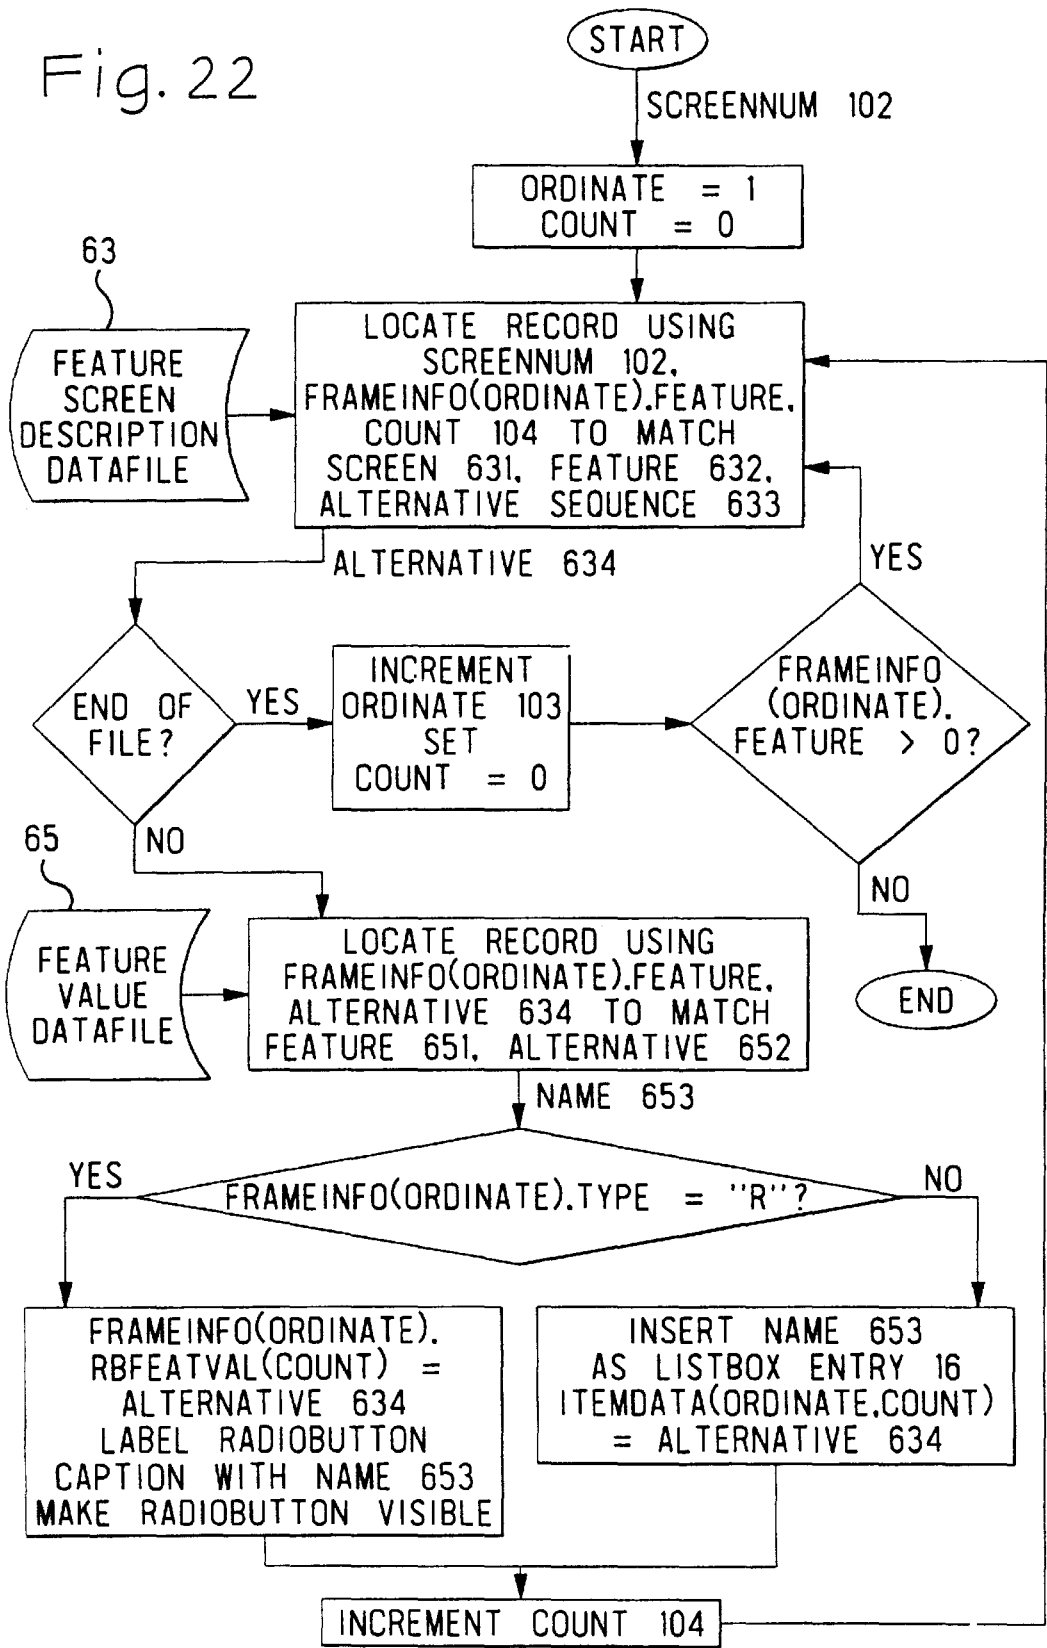 Fig. 22
START
SCREENNUM 102
ORDINATE = 1
COUNT = 0
63
FEATURE
SCREEN
DESCRIPTION
DATAFILE
LOCATE RECORD USING
SCREENNUM 102,
FRAMEINFO(ORDINATE).FEATURE,
COUNT 104 TO MATCH
SCREEN 631, FEATURE 632,
ALTERNATIVE SEQUENCE 633
ALTERNATIVE 634
YES
END OF
FILE?
YES
INCREMENT
ORDINATE 103
SET
COUNT = 0
FRAMEINFO
(ORDINATE).
FEATURE > 0?
NO
NO
END
65
FEATURE
VALUE
DATAFILE
LOCATE RECORD USING
FRAMEINFO(ORDINATE).FEATURE,
ALTERNATIVE 634 TO MATCH
FEATURE 651, ALTERNATIVE 652
NAME 653
YES
FRAMEINFO(ORDINATE).TYPE = "R"?
NO
FRAMEINFO(ORDINATE).
RBFEATVAL(COUNT) =
ALTERNATIVE 634
LABEL RADIOBUTTON
CAPTION WITH NAME 653
MAKE RADIOBUTTON VISIBLE
INSERT NAME 653
AS LISTBOX ENTRY 16
ITEMDATA(ORDINATE,COUNT)
= ALTERNATIVE 634
INCREMENT COUNT 104